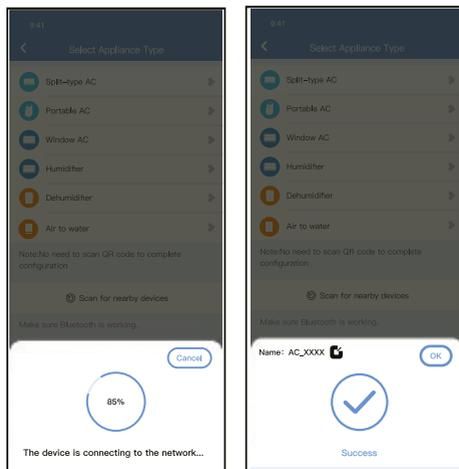 9:41
Select Appliance Type
Split-type AC
Portable AC
Window AC
Humidifier
Dehumidifier
Air to water
Note:No need to scan QR code to complete
configuration
Scan for nearby devices
Make sure Bluetooth is working.
Cancel
85%
The device is connecting to the network...
9:41
Select Appliance Type
Split-type AC
Portable AC
Window AC
Humidifier
Dehumidifier
Air to water
Note:No need to scan QR code to complete
configuration
Scan for nearby devices
Make sure Bluetooth is working.
Name: AC_XXXX
OK
Success